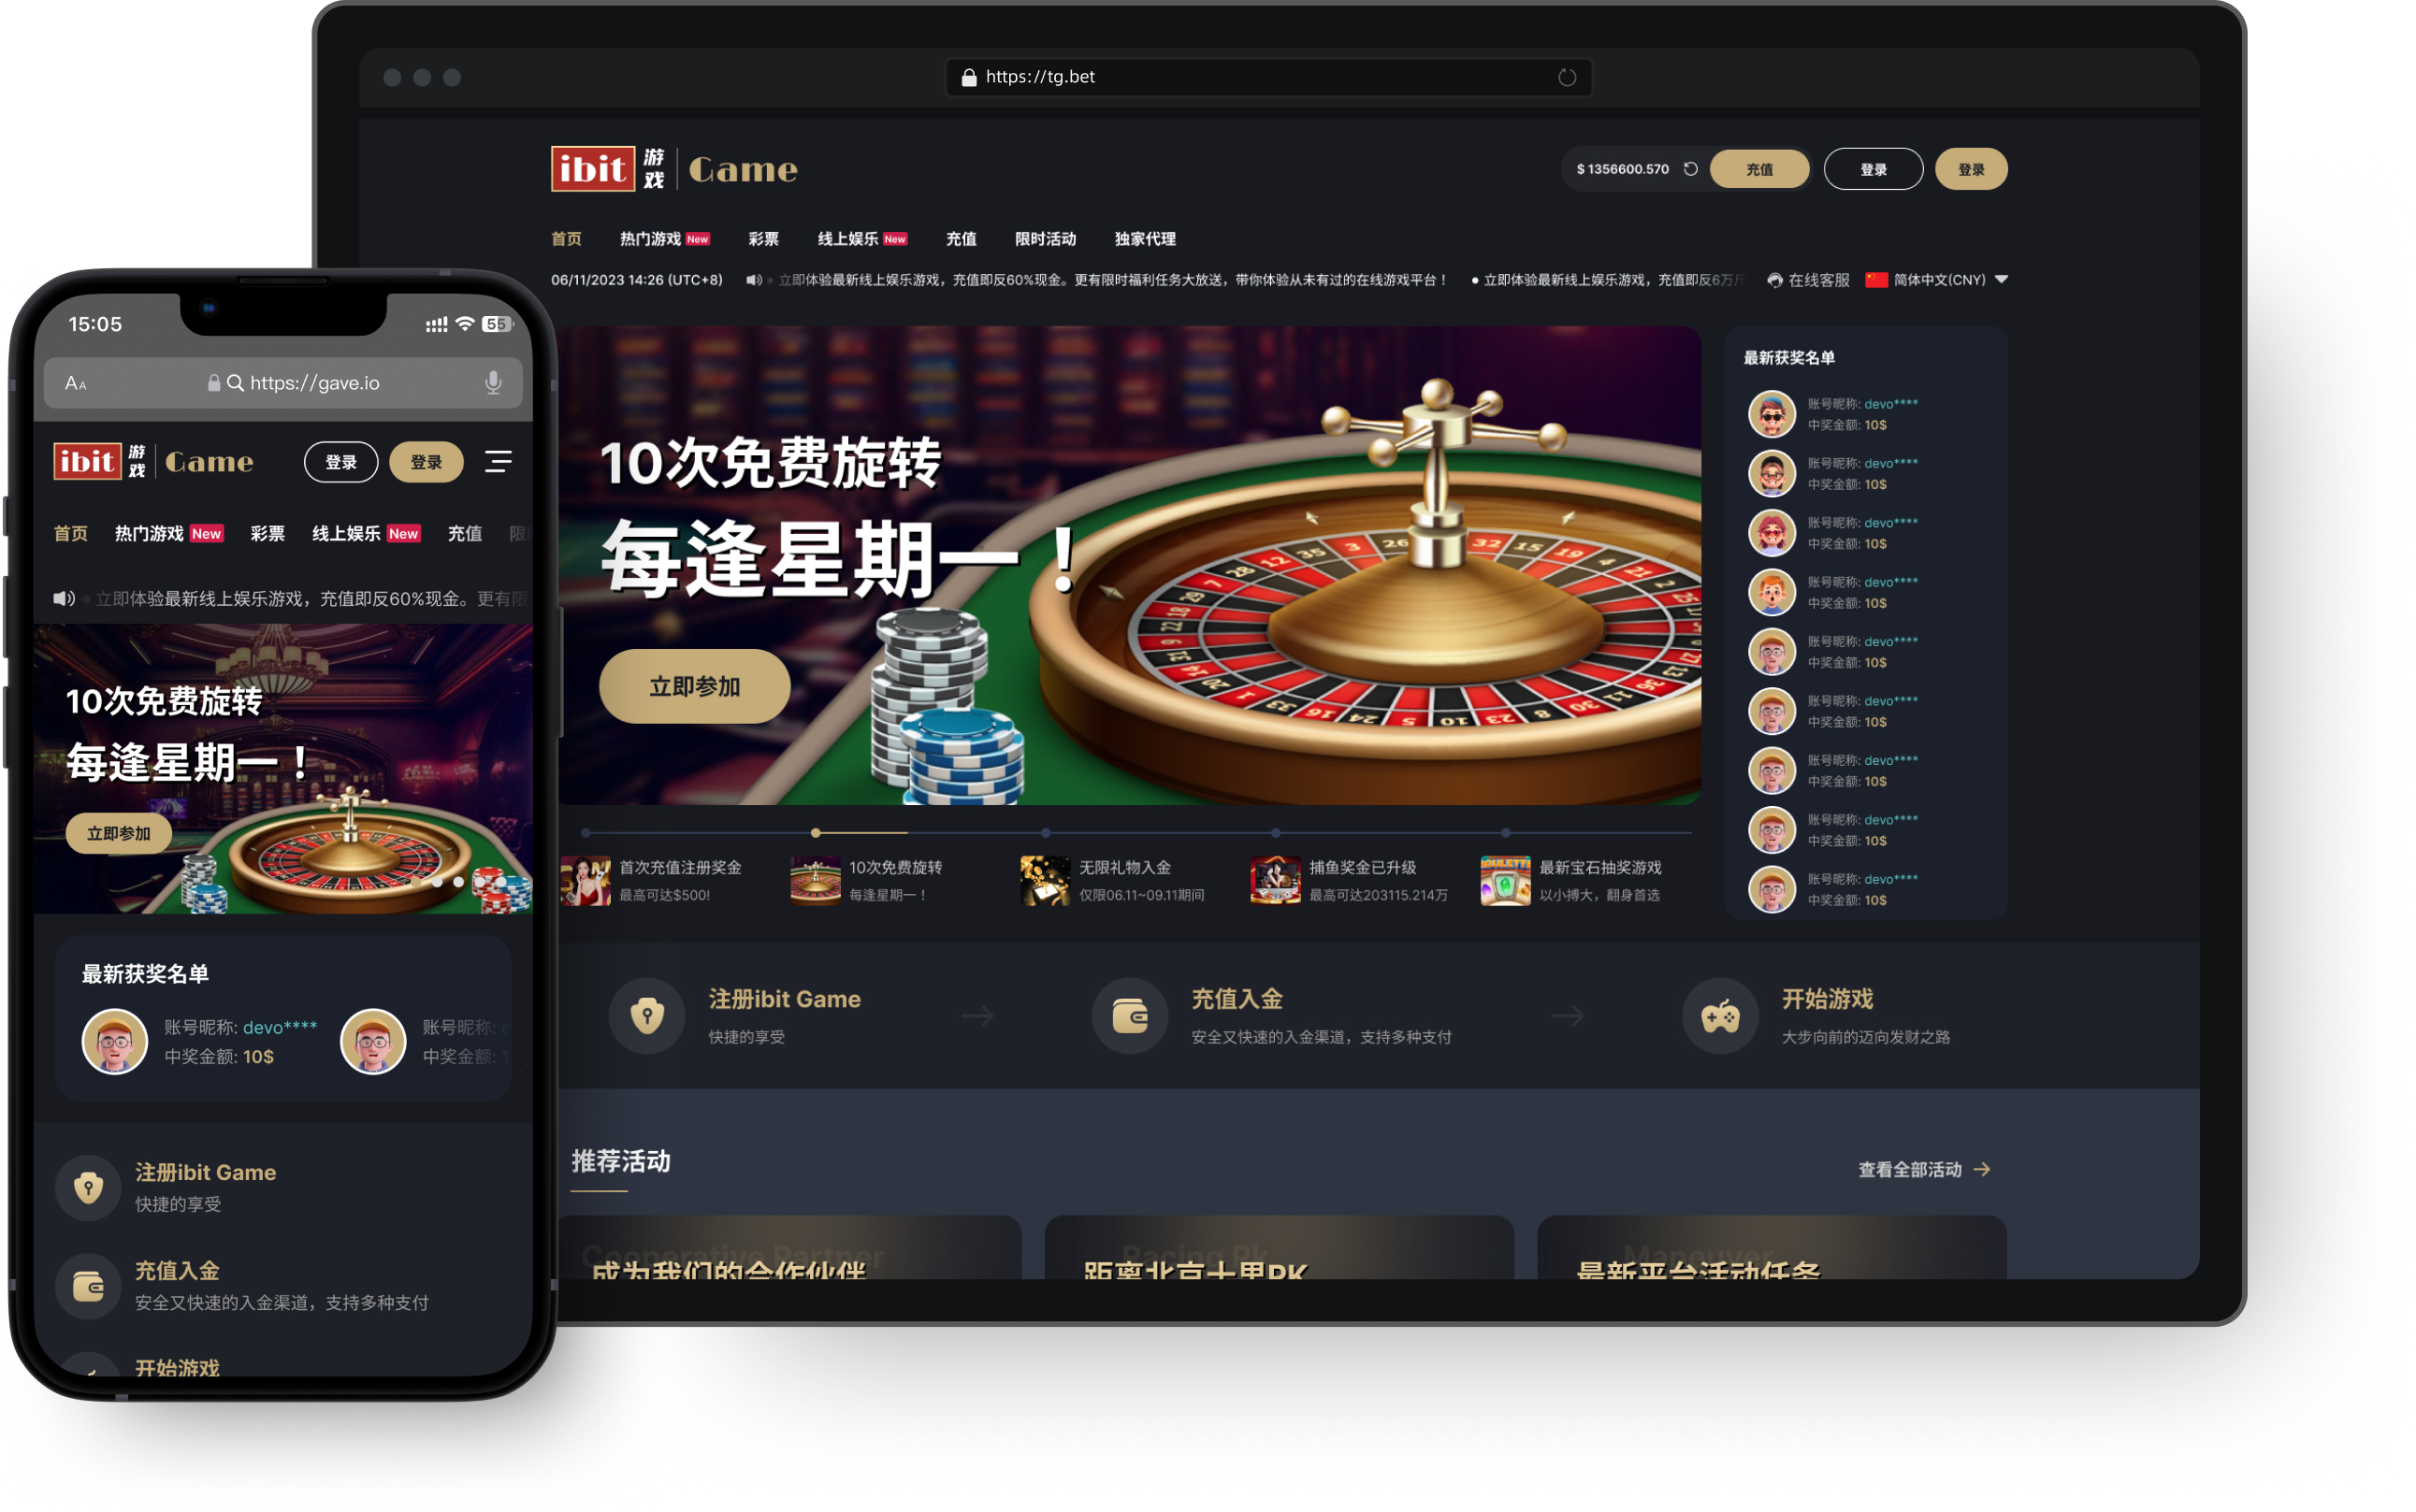 https://tg.bet
ibit 游戏 Game
$ 1356600.570 充值 登录 登录
首页 热门游戏 New 彩票 线上娱乐 New 充值 限时活动 独家代理
06/11/2023 14:26 (UTC+8) 立即体验最新线上娱乐游戏，充值即反60%现金。更有限时福利任务大放送，带你体验从未有过的在线游戏平台！ • 立即体验最新线上娱乐游戏，充值即反6万斤 在线客服 简体中文(CNY)
10次免费旋转
每逢星期一！
立即参加
最新获奖名单
账号昵称: devo****
中奖金额: 10$
账号昵称: devo****
中奖金额: 10$
账号昵称: devo****
中奖金额: 10$
账号昵称: devo****
中奖金额: 10$
账号昵称: devo****
中奖金额: 10$
账号昵称: devo****
中奖金额: 10$
账号昵称: devo****
中奖金额: 10$
账号昵称: devo****
中奖金额: 10$
账号昵称: devo****
中奖金额: 10$
首次充值注册奖金
最高可达$500!
10次免费旋转
每逢星期一！
无限礼物入金
仅限06.11~09.11期间
捕鱼奖金已升级
最高可达203115.214万
最新宝石抽奖游戏
以小搏大，翻身首选
注册ibit Game
快捷的享受
充值入金
安全又快速的入金渠道，支持多种支付
开始游戏
大步向前的迈向发财之路
推荐活动
查看全部活动
Cooperative Partner
成为我们的合作伙伴
Racing Pk
距离北京十里PK
Maneuver
最新平台活动任务
15:05 55
AA https://gave.io
ibit 游戏 Game 登录 登录
首页 热门游戏 New 彩票 线上娱乐 New 充值 限
立即体验最新线上娱乐游戏，充值即反60%现金。更有限
10次免费旋转
每逢星期一！
立即参加
最新获奖名单
账号昵称: devo**** 账号昵称:
中奖金额: 10$ 中奖金额: 1
注册ibit Game
快捷的享受
充值入金
安全又快速的入金渠道，支持多种支付
开始游戏